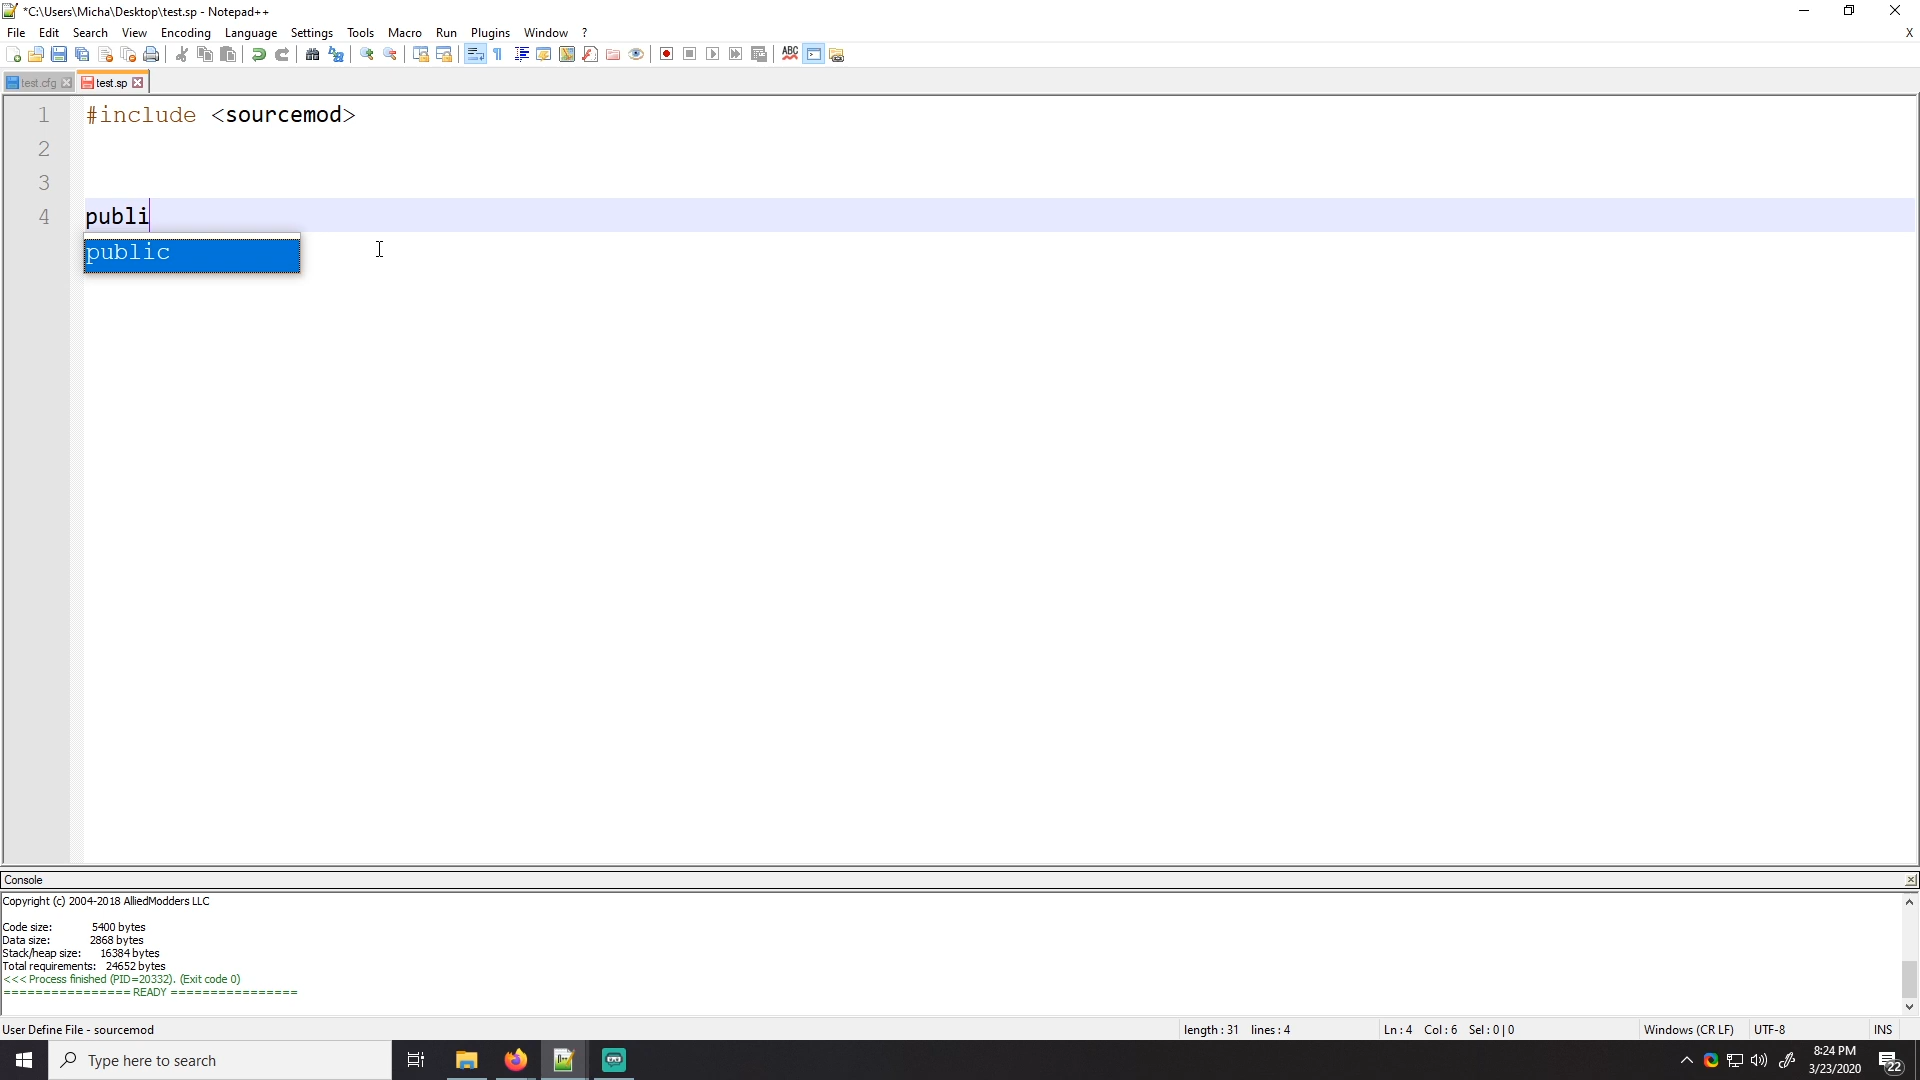 *C:\Users\Micha\Desktop\test.sp - Notepad++
File Edit Search View Encoding Language Settings Tools Macro Run Plugins Window ? X
ABC
test.cfg test.sp
1 #include <sourcemod>
2
3
4 publi
public
Console
Copyright (c) 2004-2018 AlliedModders LLC
Code size: 5400 bytes
Data size: 2868 bytes
Stack/heap size: 16384 bytes
Total requirements: 24652 bytes
<<< Process finished (PID=20332). (Exit code 0)
================ READY ================
User Define File - sourcemod length : 31 lines : 4 Ln : 4 Col : 6 Sel : 0 | 0 Windows (CR LF) UTF-8 INS
Type here to search
8:24 PM
3/23/2020
22